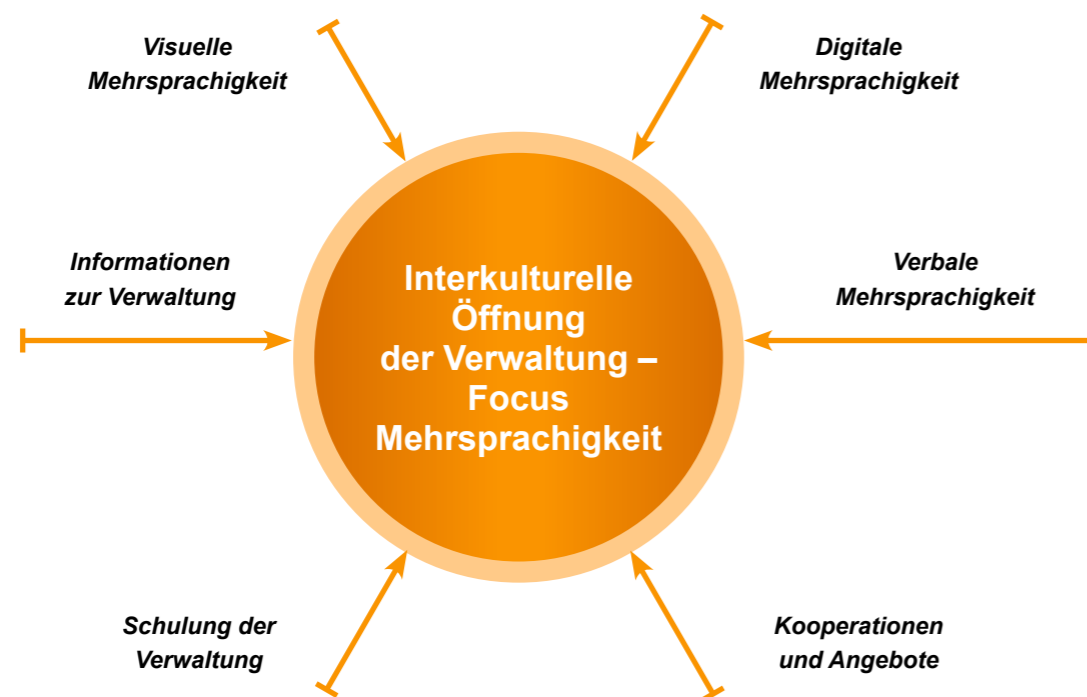 Visuelle
Mehrsprachigkeit
Digitale
Mehrsprachigkeit
Informationen
zur Verwaltung
Interkulturelle
Öffnung
der Verwaltung –
Focus
Mehrsprachigkeit
Verbale
Mehrsprachigkeit
Schulung der
Verwaltung
Kooperationen
und Angebote